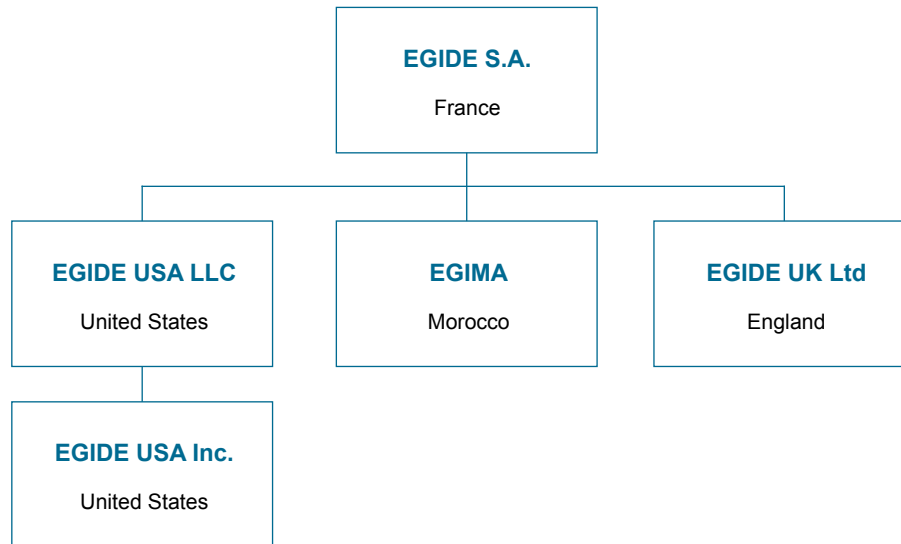 EGIDE S.A.
France
EGIDE USA LLC
United States
EGIMA
Morocco
EGIDE UK Ltd
England
EGIDE USA Inc.
United States